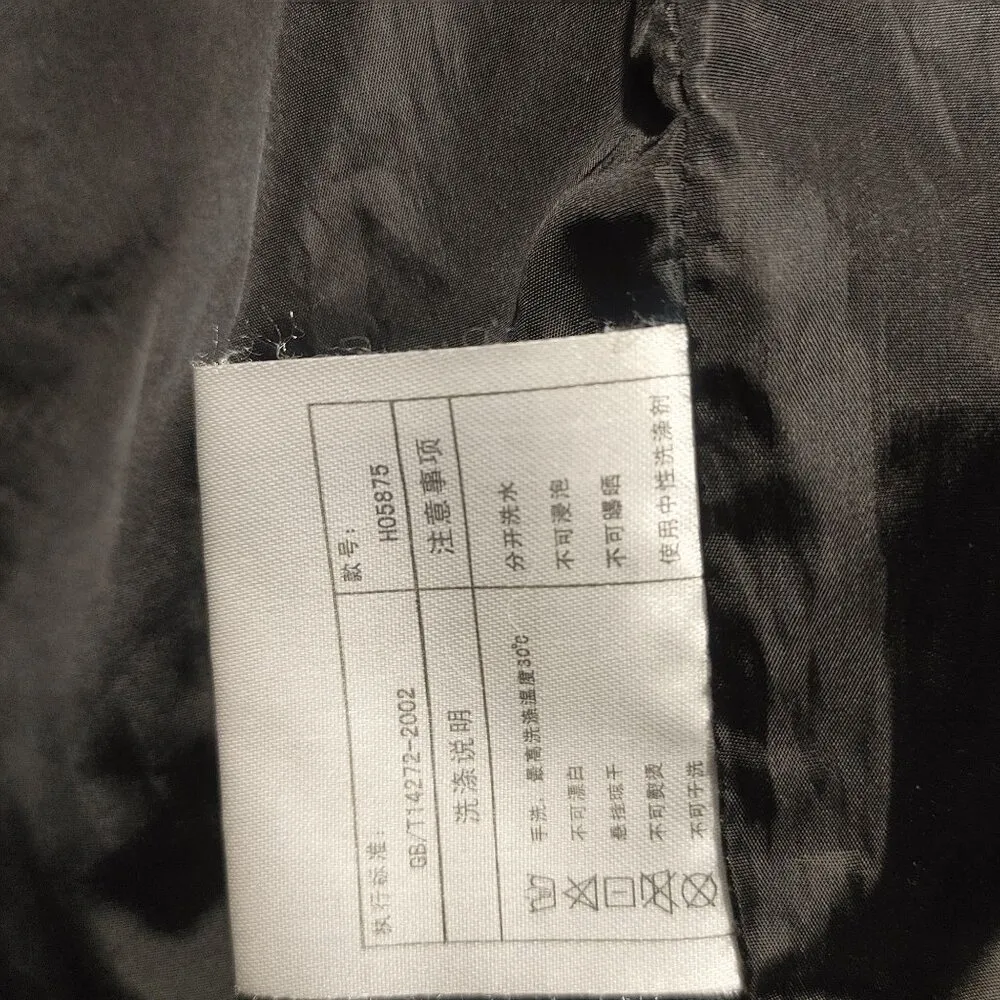 执行标准：
GB/T14272-2002
款号：
H05875
洗涤说明
注意事项
手洗，最高洗涤温度30℃
不可漂白
悬挂晾干
不可熨烫
不可干洗
分开洗水
不可浸泡
不可曝晒
使用中性洗涤剂